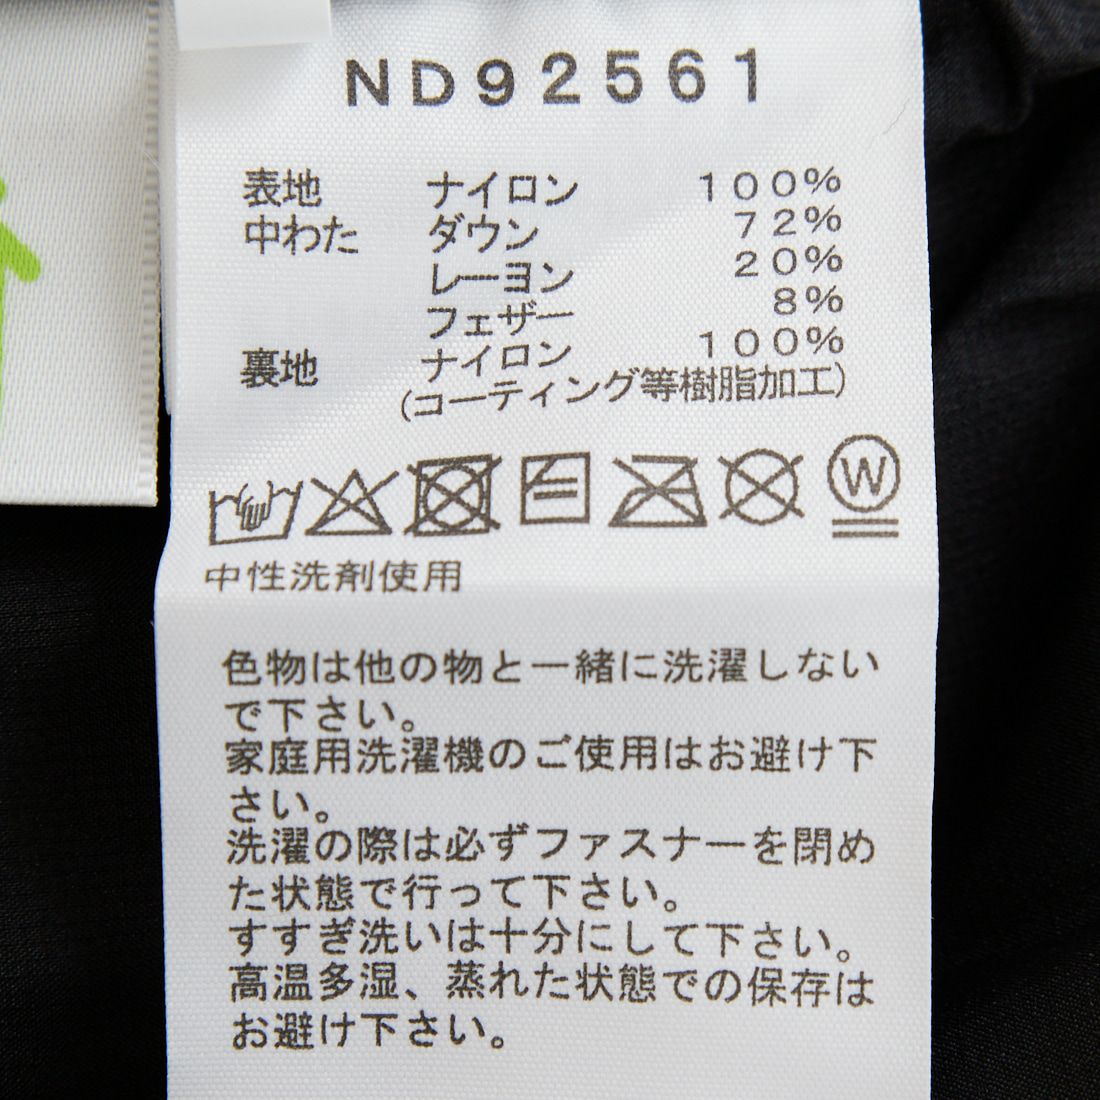 ND92561
表地 ナイロン 100%
中わた ダウン 72%
レーヨン 20%
フェザー 8%
裏地 ナイロン 100%
(コーティング等樹脂加工)
W
中性洗剤使用
色物は他の物と一緒に洗濯しない
で下さい。
家庭用洗濯機のご使用はお避け下
さい。
洗濯の際は必ずファスナーを閉め
た状態で行って下さい。
すすぎ洗いは十分にして下さい。
高温多湿、蒸れた状態での保存は
お避け下さい。